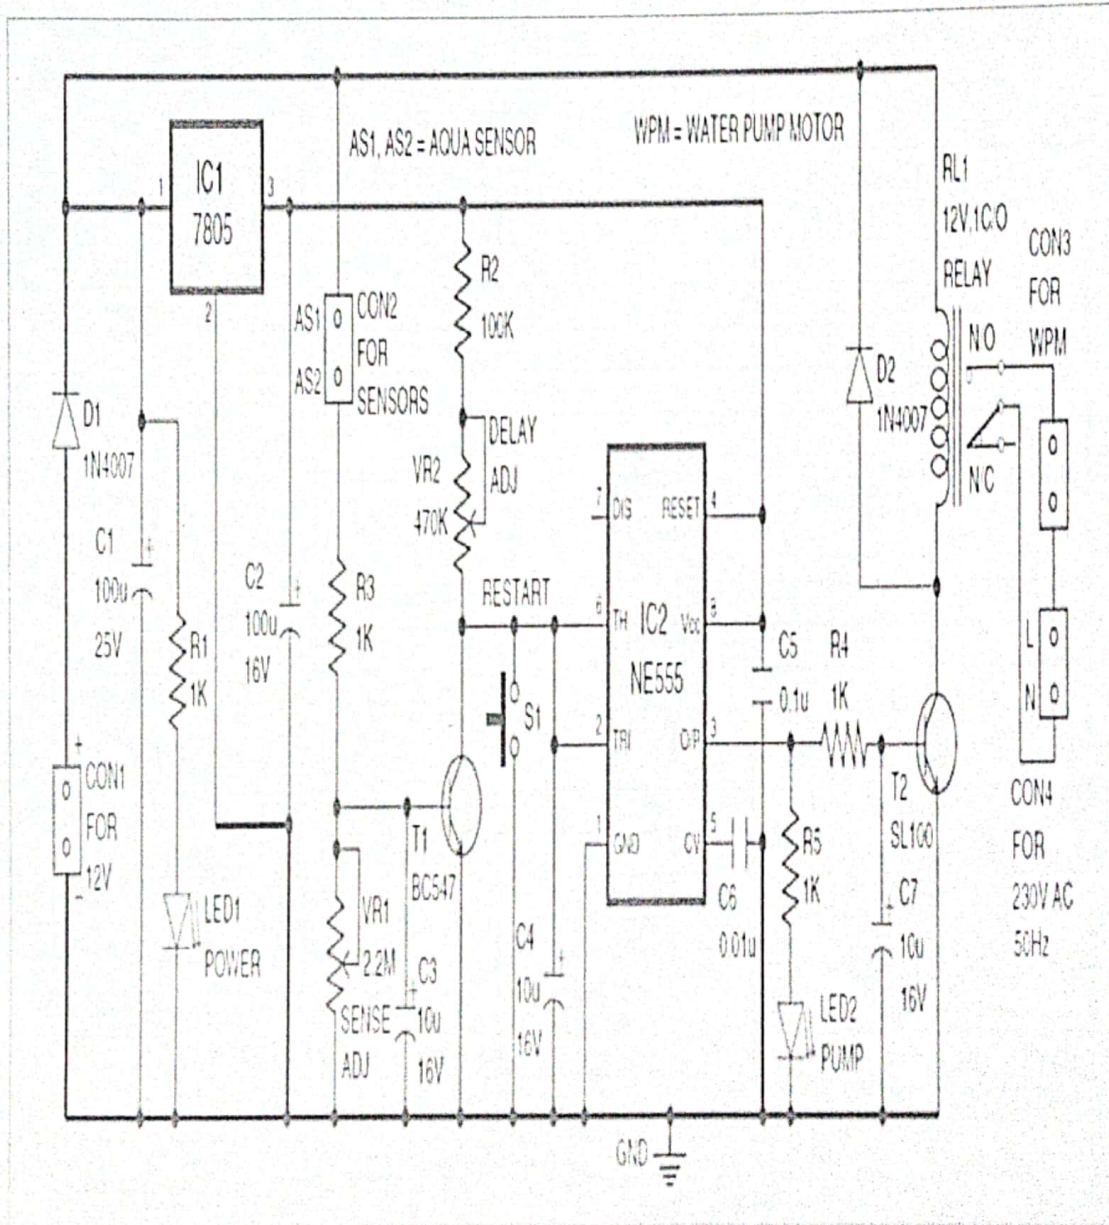 AS1, AS2 = AQUA SENSOR
WPM = WATER PUMP MOTOR
IC1
7805
1
3
2
RL1
12V,1C/O
RELAY
CON3
FOR
WPM
N/O
N/C
AS1
AS2
CON2
FOR
SENSORS
R2
100K
DELAY
ADJ
VR2
470K
D1
1N4007
D2
1N4007
C1
+
100u
25V
R1
1K
C2
+
100u
16V
R3
1K
RESTART
S1
7
DIS
RESET
4
6
TH
IC2
NE555
Vcc
8
2
TRI
O/P
3
1
GND
CV
5
C5
0.1u
R4
1K
L
N
+
CON1
FOR
12V
-
T1
BC547
T2
SL100
CON4
FOR
230V AC
50Hz
LED1
POWER
VR1
2.2M
SENSE
ADJ
C3
+
10u
16V
C4
+
10u
16V
C6
0.01u
R5
1K
C7
+
10u
16V
LED2
PUMP
GND